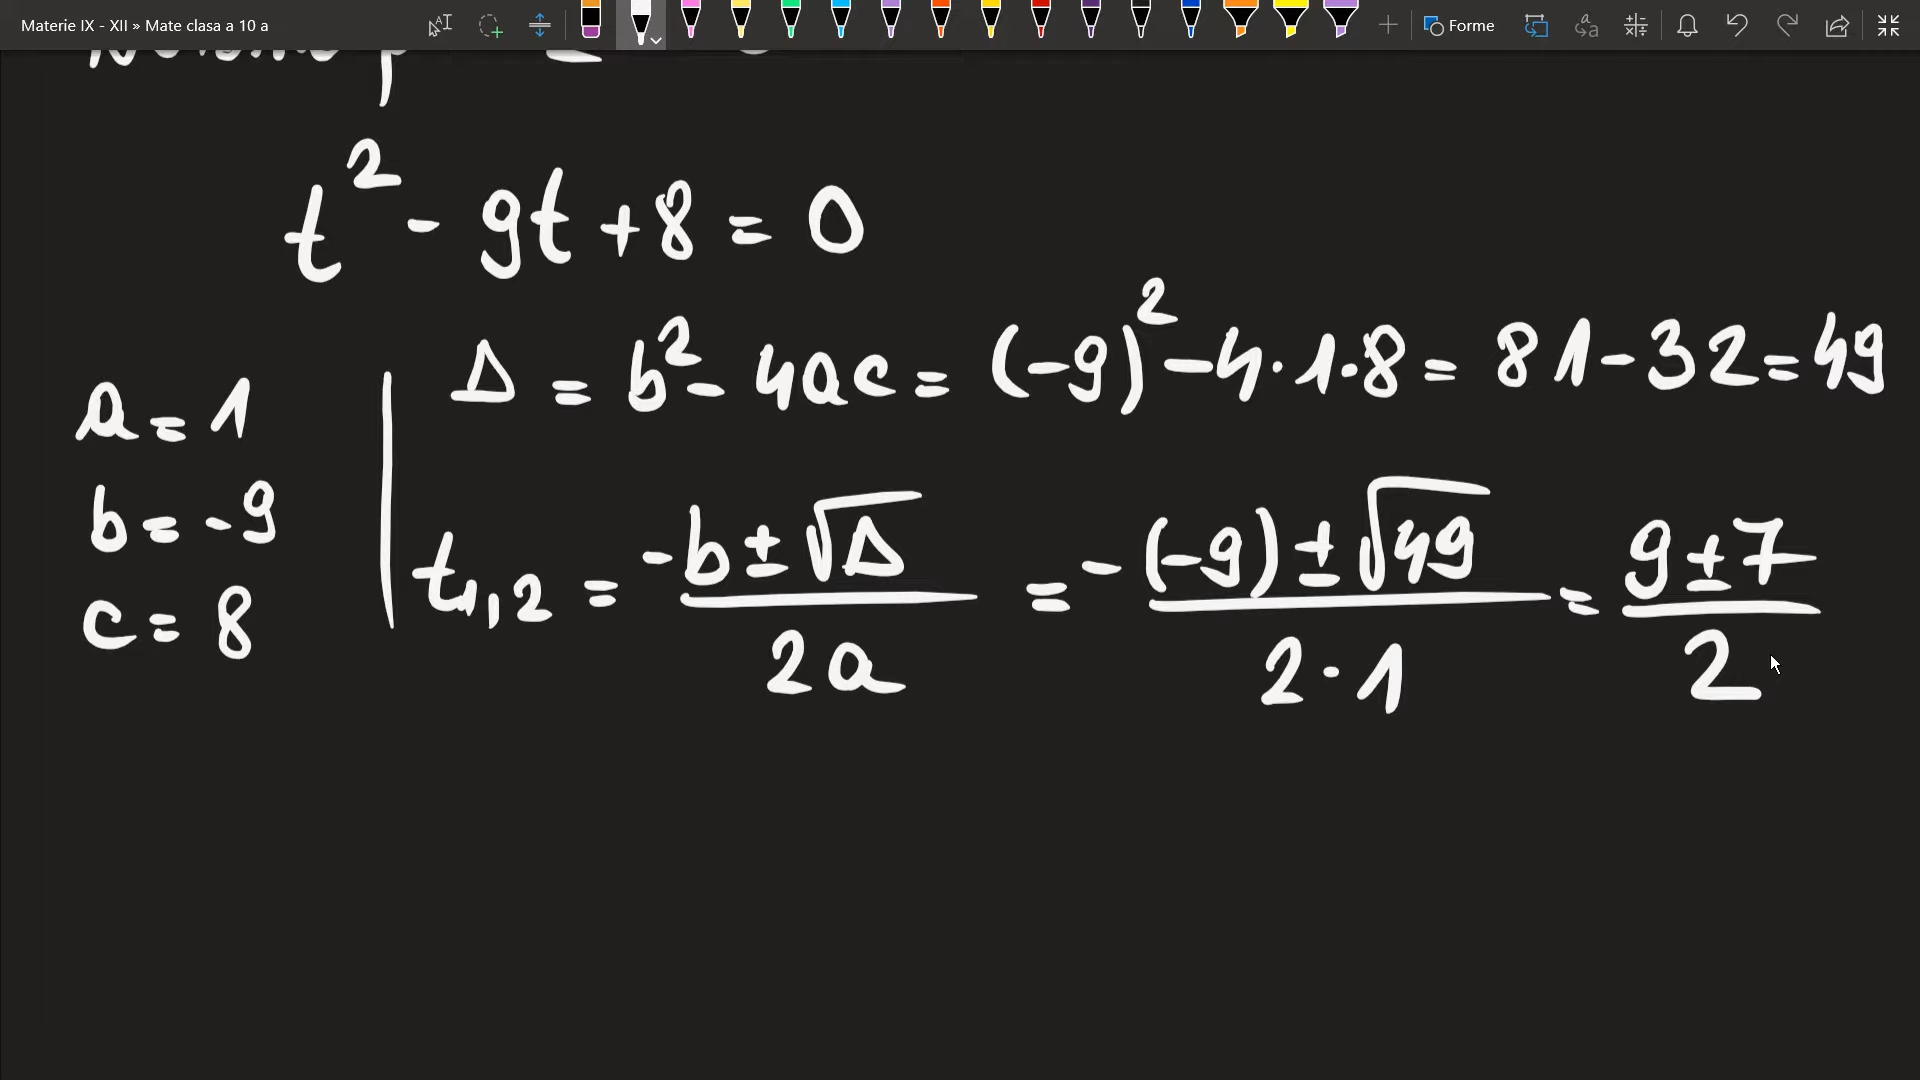 Materie IX - XII » Mate clasa a 10 a
Forme
t² - 9t + 8 = 0
Δ = b² - 4ac = (-9)² - 4·1·8 = 81 - 32 = 49
a = 1
b = -9
c = 8
t₁,₂ = (-b ± √Δ)/(2a) = (-(-9) ± √49)/(2·1) = (9 ± 7)/2